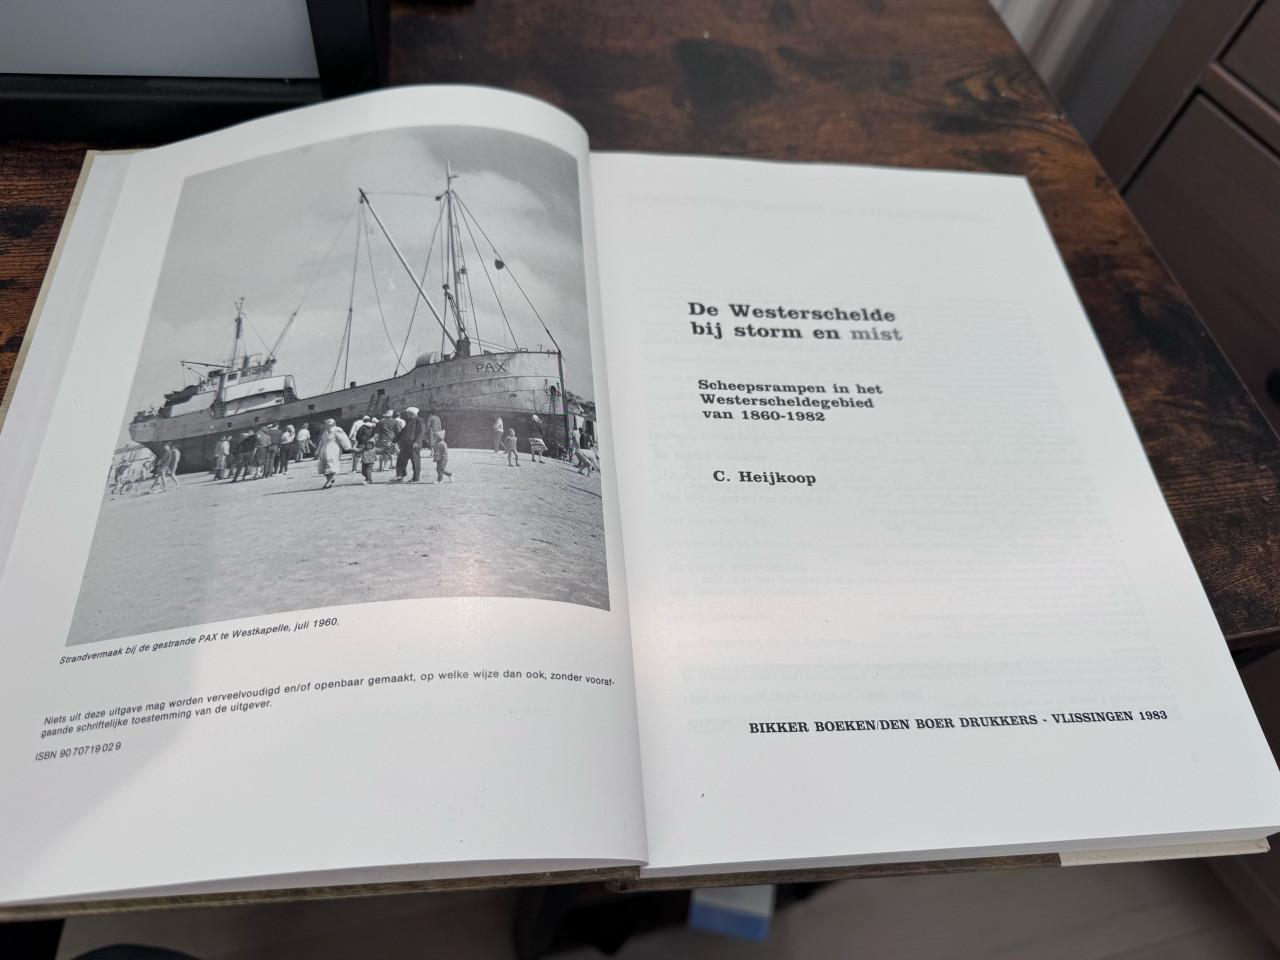 PAX
Strandvermaak bij de gestrande PAX te Westkapelle, juli 1960.
Niets uit deze uitgave mag worden verveelvoudigd en/of openbaar gemaakt, op welke wijze dan ook, zonder vooraf-
gaande schriftelijke toestemming van de uitgever.
ISBN 90 70719 02 9
De Westerschelde
bij storm en mist
Scheepsrampen in het
Westerscheldegebied
van 1860-1982
C. Heijkoop
BIKKER BOEKEN/DEN BOER DRUKKERS - VLISSINGEN 1983